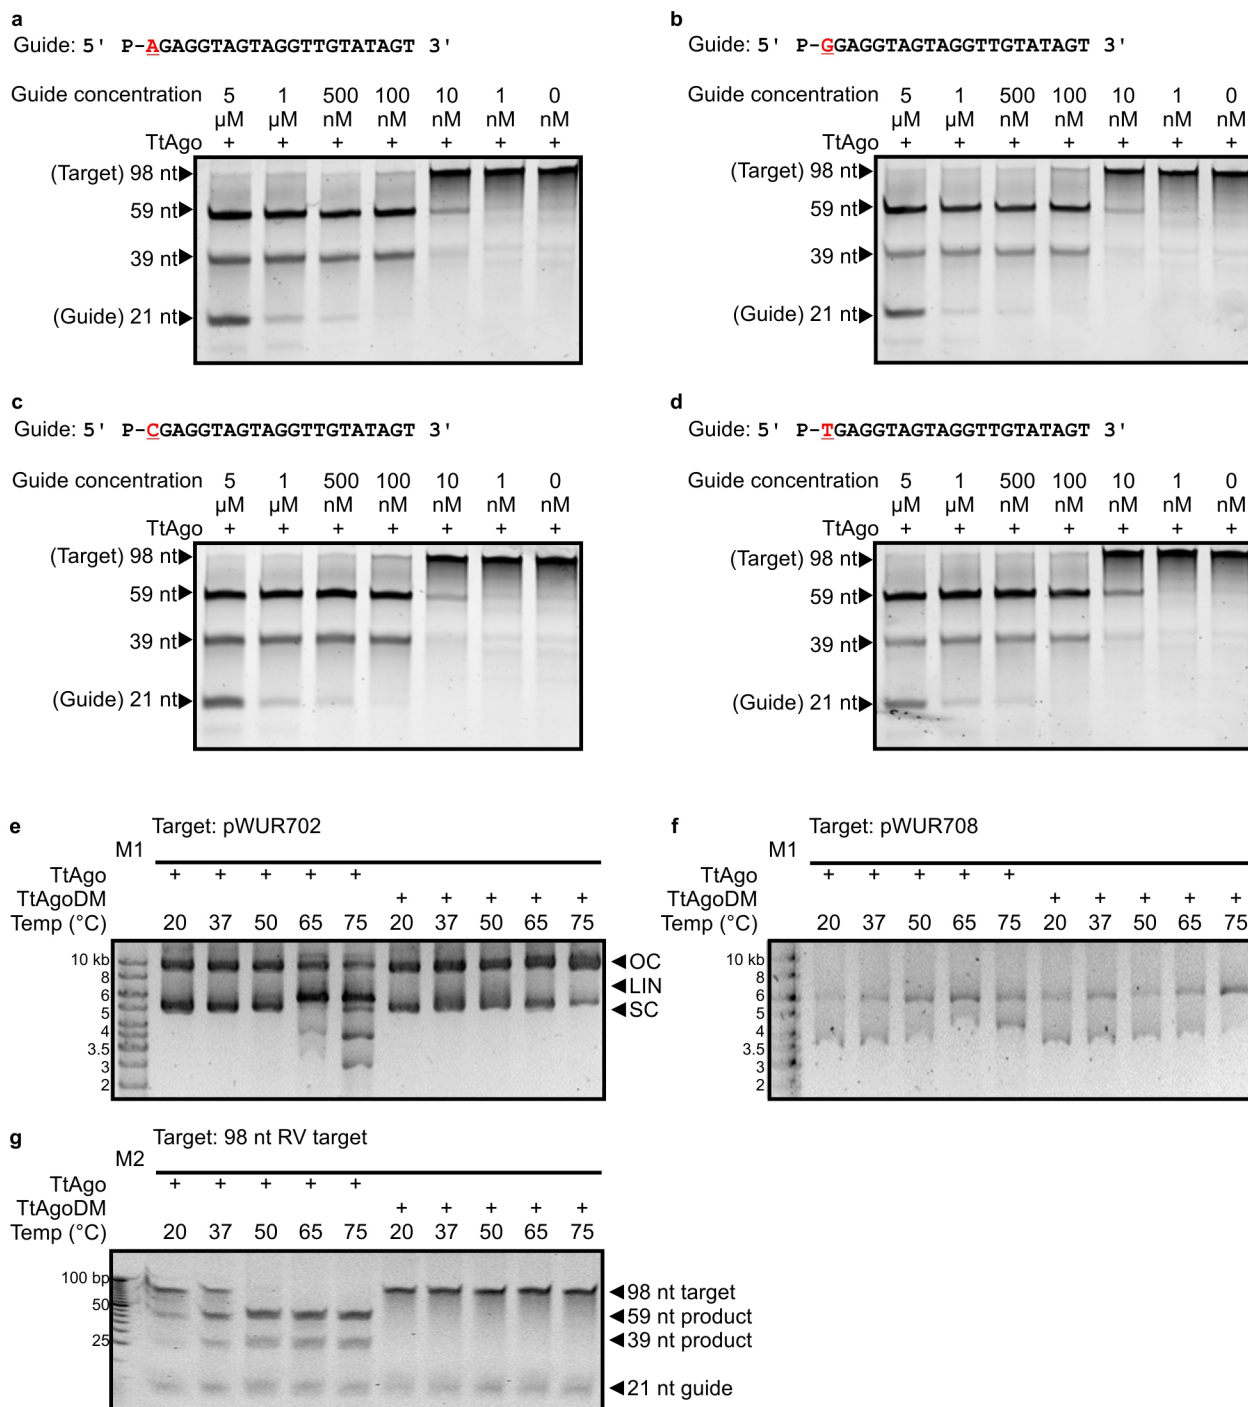 a
Guide: 5' P-AGAGGTAGTAGGTTGTATAGT 3'
Guide concentration 5 1 500 100 10 1 0
µM µM nM nM nM nM nM
TtAgo + + + + + + +
(Target) 98 nt
59 nt
39 nt
(Guide) 21 nt
b
Guide: 5' P-GGAGGTAGTAGGTTGTATAGT 3'
Guide concentration 5 1 500 100 10 1 0
µM µM nM nM nM nM nM
TtAgo + + + + + + +
(Target) 98 nt
59 nt
39 nt
(Guide) 21 nt
c
Guide: 5' P-CGAGGTAGTAGGTTGTATAGT 3'
Guide concentration 5 1 500 100 10 1 0
µM µM nM nM nM nM nM
TtAgo + + + + + + +
(Target) 98 nt
59 nt
39 nt
(Guide) 21 nt
d
Guide: 5' P-TGAGGTAGTAGGTTGTATAGT 3'
Guide concentration 5 1 500 100 10 1 0
µM µM nM nM nM nM nM
TtAgo + + + + + + +
(Target) 98 nt
59 nt
39 nt
(Guide) 21 nt
e
Target: pWUR702
M1
TtAgo + + + + +
TtAgoDM + + + + +
Temp (°C) 20 37 50 65 75 20 37 50 65 75
10 kb
8
6
5
4
3.5
3
2
OC
LIN
SC
f
Target: pWUR708
M1
TtAgo + + + + +
TtAgoDM + + + + +
Temp (°C) 20 37 50 65 75 20 37 50 65 75
10 kb
8
6
5
4
3.5
3
2
g
Target: 98 nt RV target
M2
TtAgo + + + + +
TtAgoDM + + + + +
Temp (°C) 20 37 50 65 75 20 37 50 65 75
100 bp
50
25
98 nt target
59 nt product
39 nt product
21 nt guide